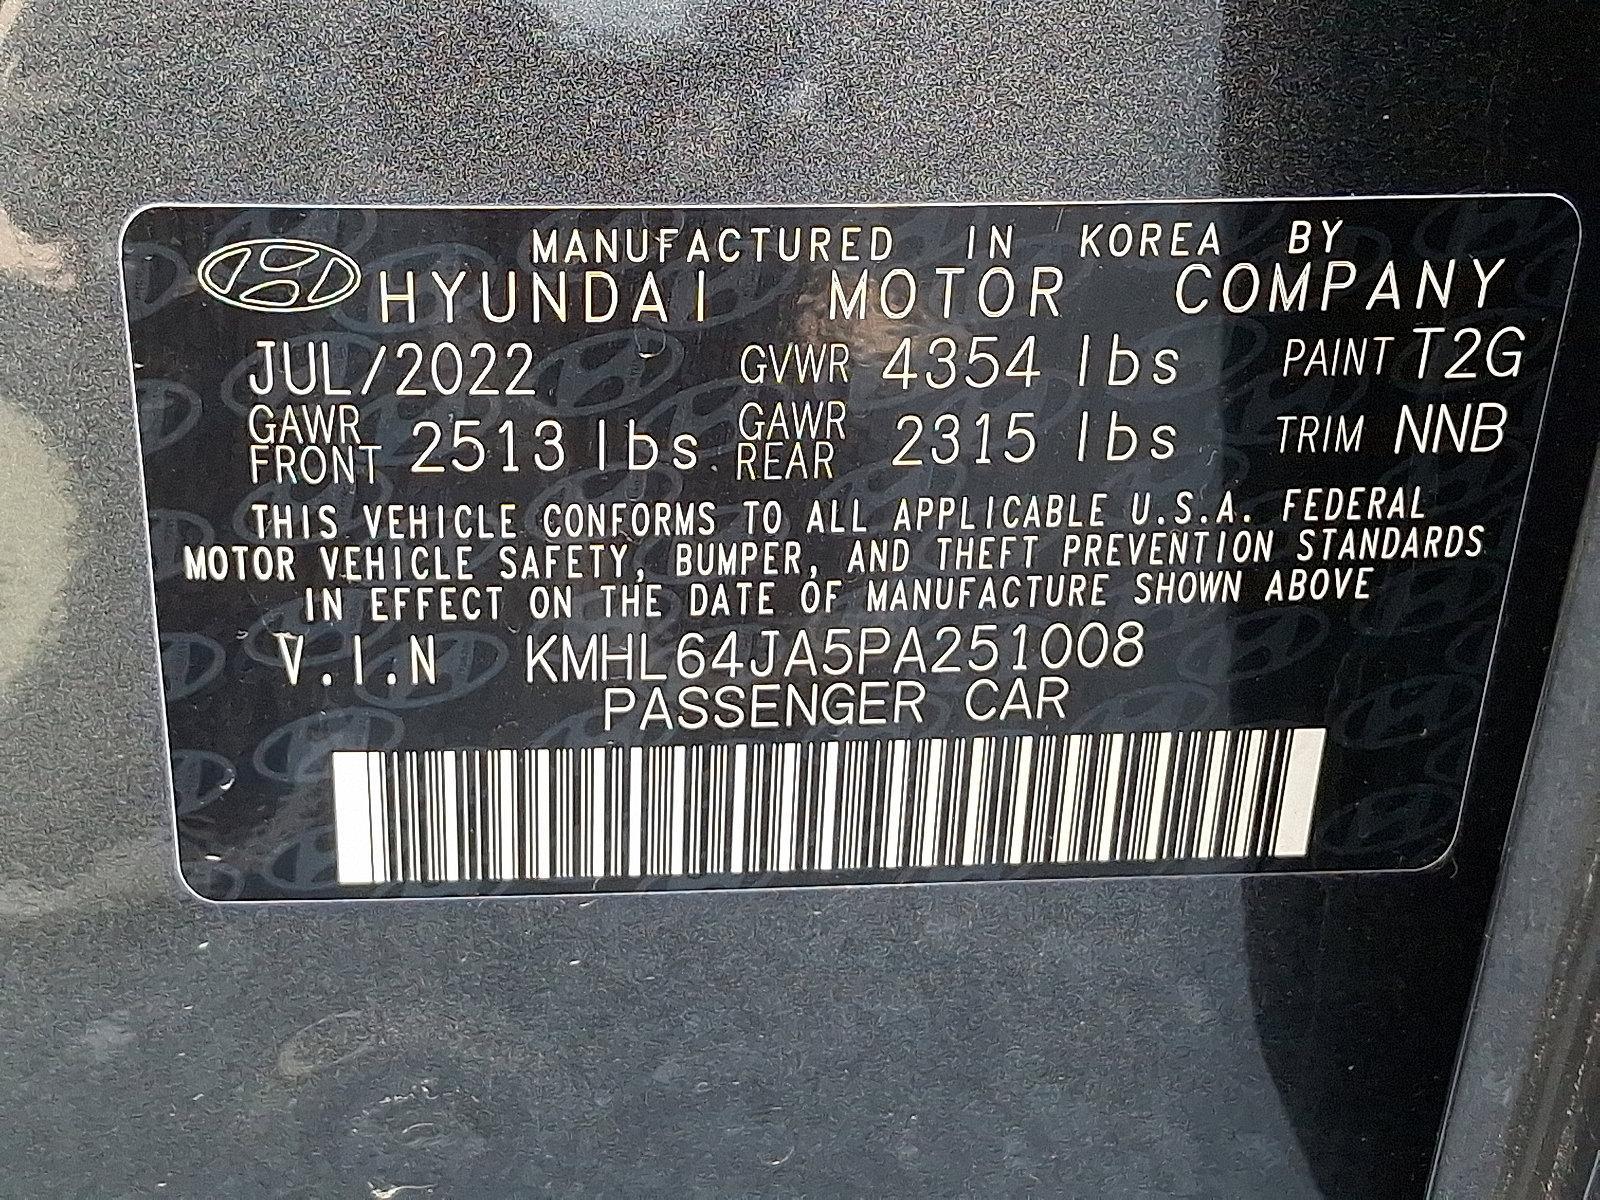 MANUFACTURED IN KOREA BY
HYUNDAI MOTOR COMPANY
JUL/2022 GVWR 4354 lbs PAINT T2G
GAWR FRONT 2513 lbs GAWR REAR 2315 lbs TRIM NNB
THIS VEHICLE CONFORMS TO ALL APPLICABLE U.S.A. FEDERAL
MOTOR VEHICLE SAFETY, BUMPER, AND THEFT PREVENTION STANDARDS
IN EFFECT ON THE DATE OF MANUFACTURE SHOWN ABOVE
V.I.N KMHL64JA5PA251008
PASSENGER CAR